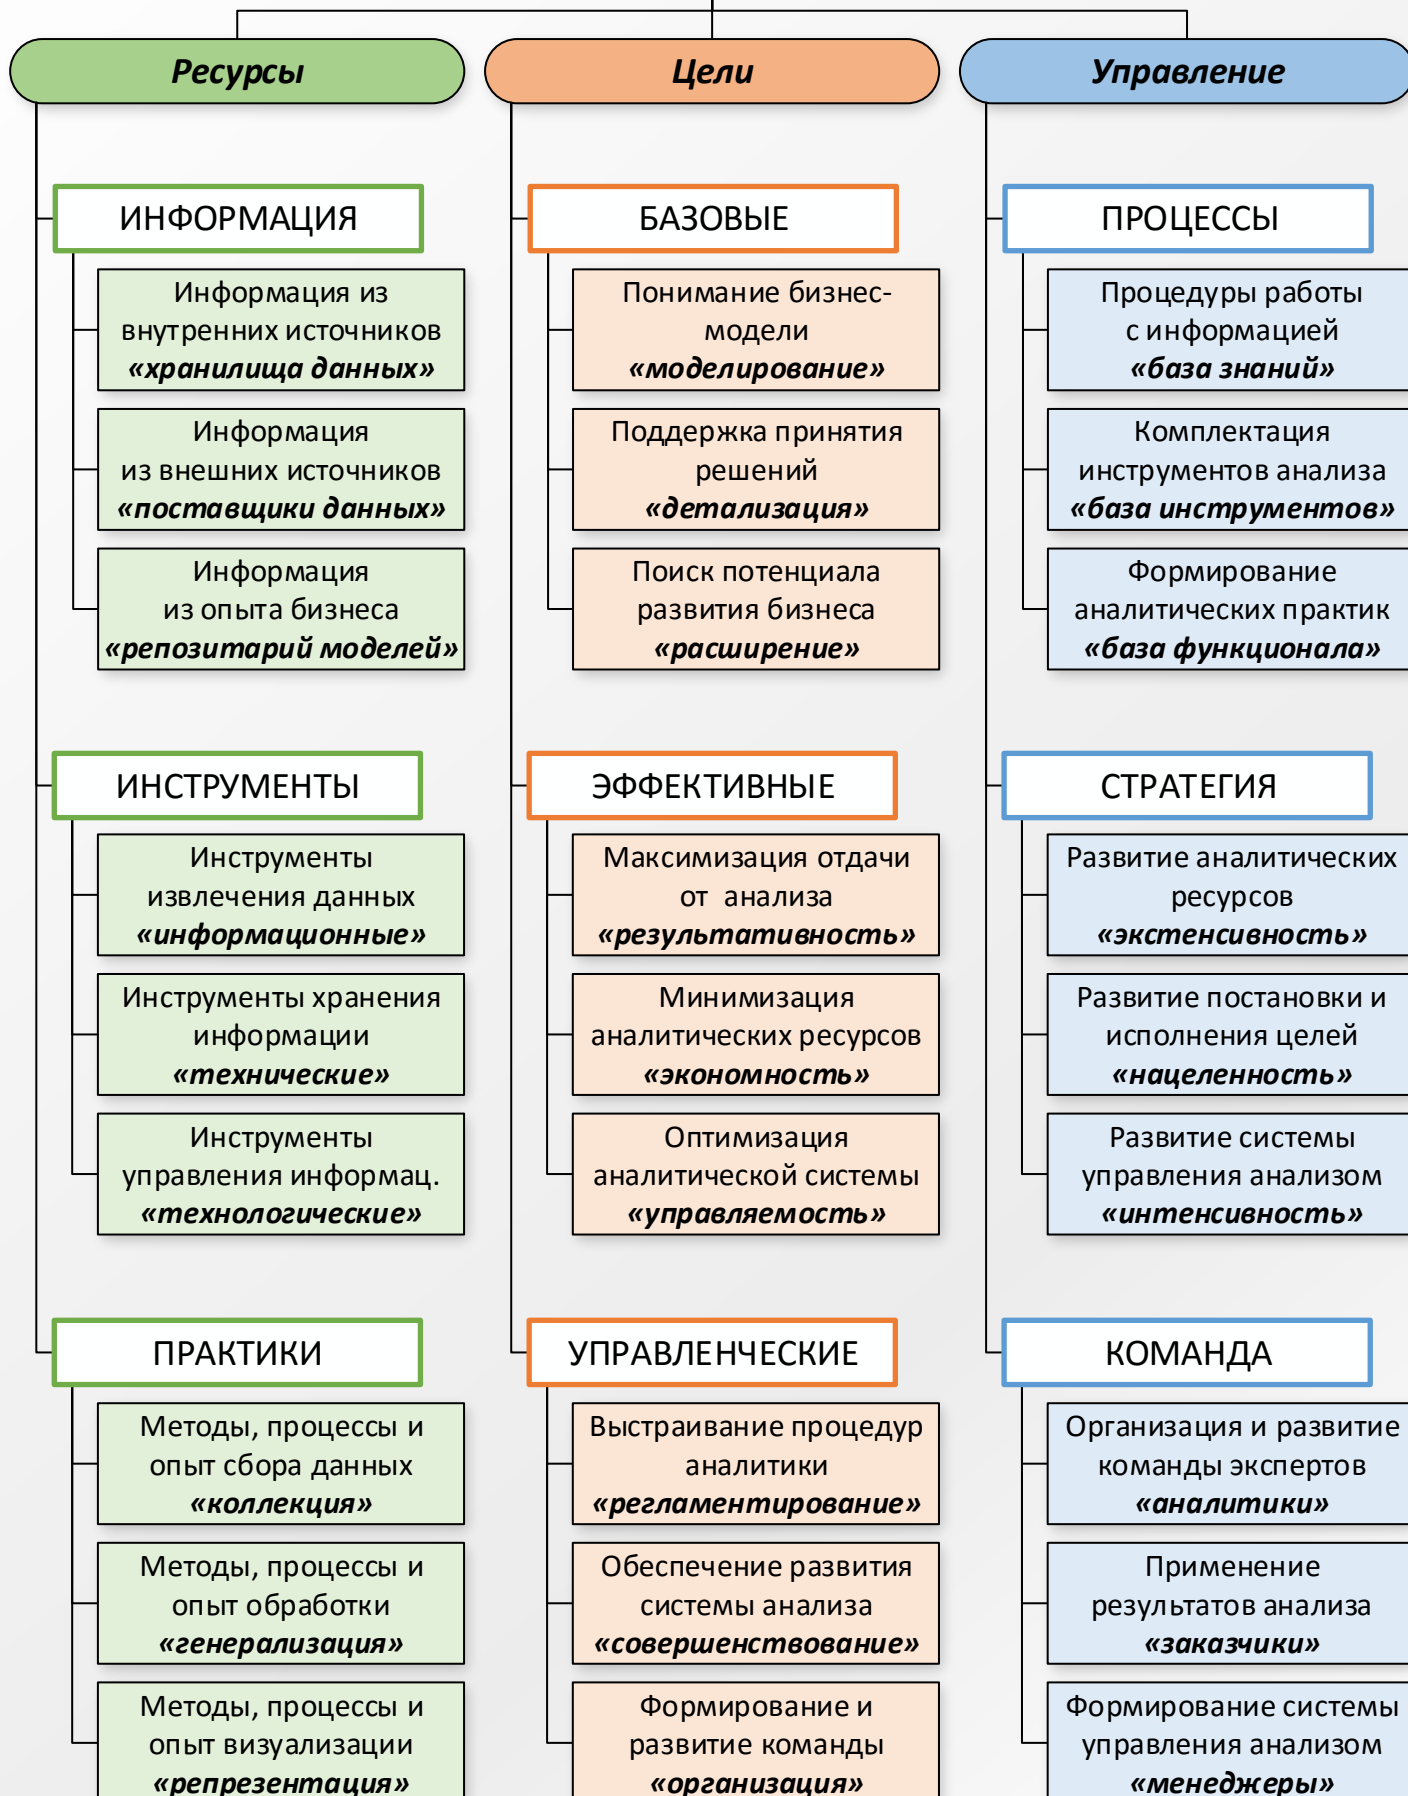 Ресурсы
ИНФОРМАЦИЯ
Информация из
внутренних источников
«хранилища данных»
Информация
из внешних источников
«поставщики данных»
Информация
из опыта бизнеса
«репозитарий моделей»
ИНСТРУМЕНТЫ
Инструменты
извлечения данных
«информационные»
Инструменты хранения
информации
«технические»
Инструменты
управления информац.
«технологические»
ПРАКТИКИ
Методы, процессы и
опыт сбора данных
«коллекция»
Методы, процессы и
опыт обработки
«генерализация»
Методы, процессы и
опыт визуализации
«репрезентация»
Цели
БАЗОВЫЕ
Понимание бизнес-
модели
«моделирование»
Поддержка принятия
решений
«детализация»
Поиск потенциала
развития бизнеса
«расширение»
ЭФФЕКТИВНЫЕ
Максимизация отдачи
от анализа
«результативность»
Минимизация
аналитических ресурсов
«экономность»
Оптимизация
аналитической системы
«управляемость»
УПРАВЛЕНЧЕСКИЕ
Выстраивание процедур
аналитики
«регламентирование»
Обеспечение развития
системы анализа
«совершенствование»
Формирование и
развитие команды
«организация»
Управление
ПРОЦЕССЫ
Процедуры работы
с информацией
«база знаний»
Комплектация
инструментов анализа
«база инструментов»
Формирование
аналитических практик
«база функционала»
СТРАТЕГИЯ
Развитие аналитических
ресурсов
«экстенсивность»
Развитие постановки и
исполнения целей
«нацеленность»
Развитие системы
управления анализом
«интенсивность»
КОМАНДА
Организация и развитие
команды экспертов
«аналитики»
Применение
результатов анализа
«заказчики»
Формирование системы
управления анализом
«менеджеры»